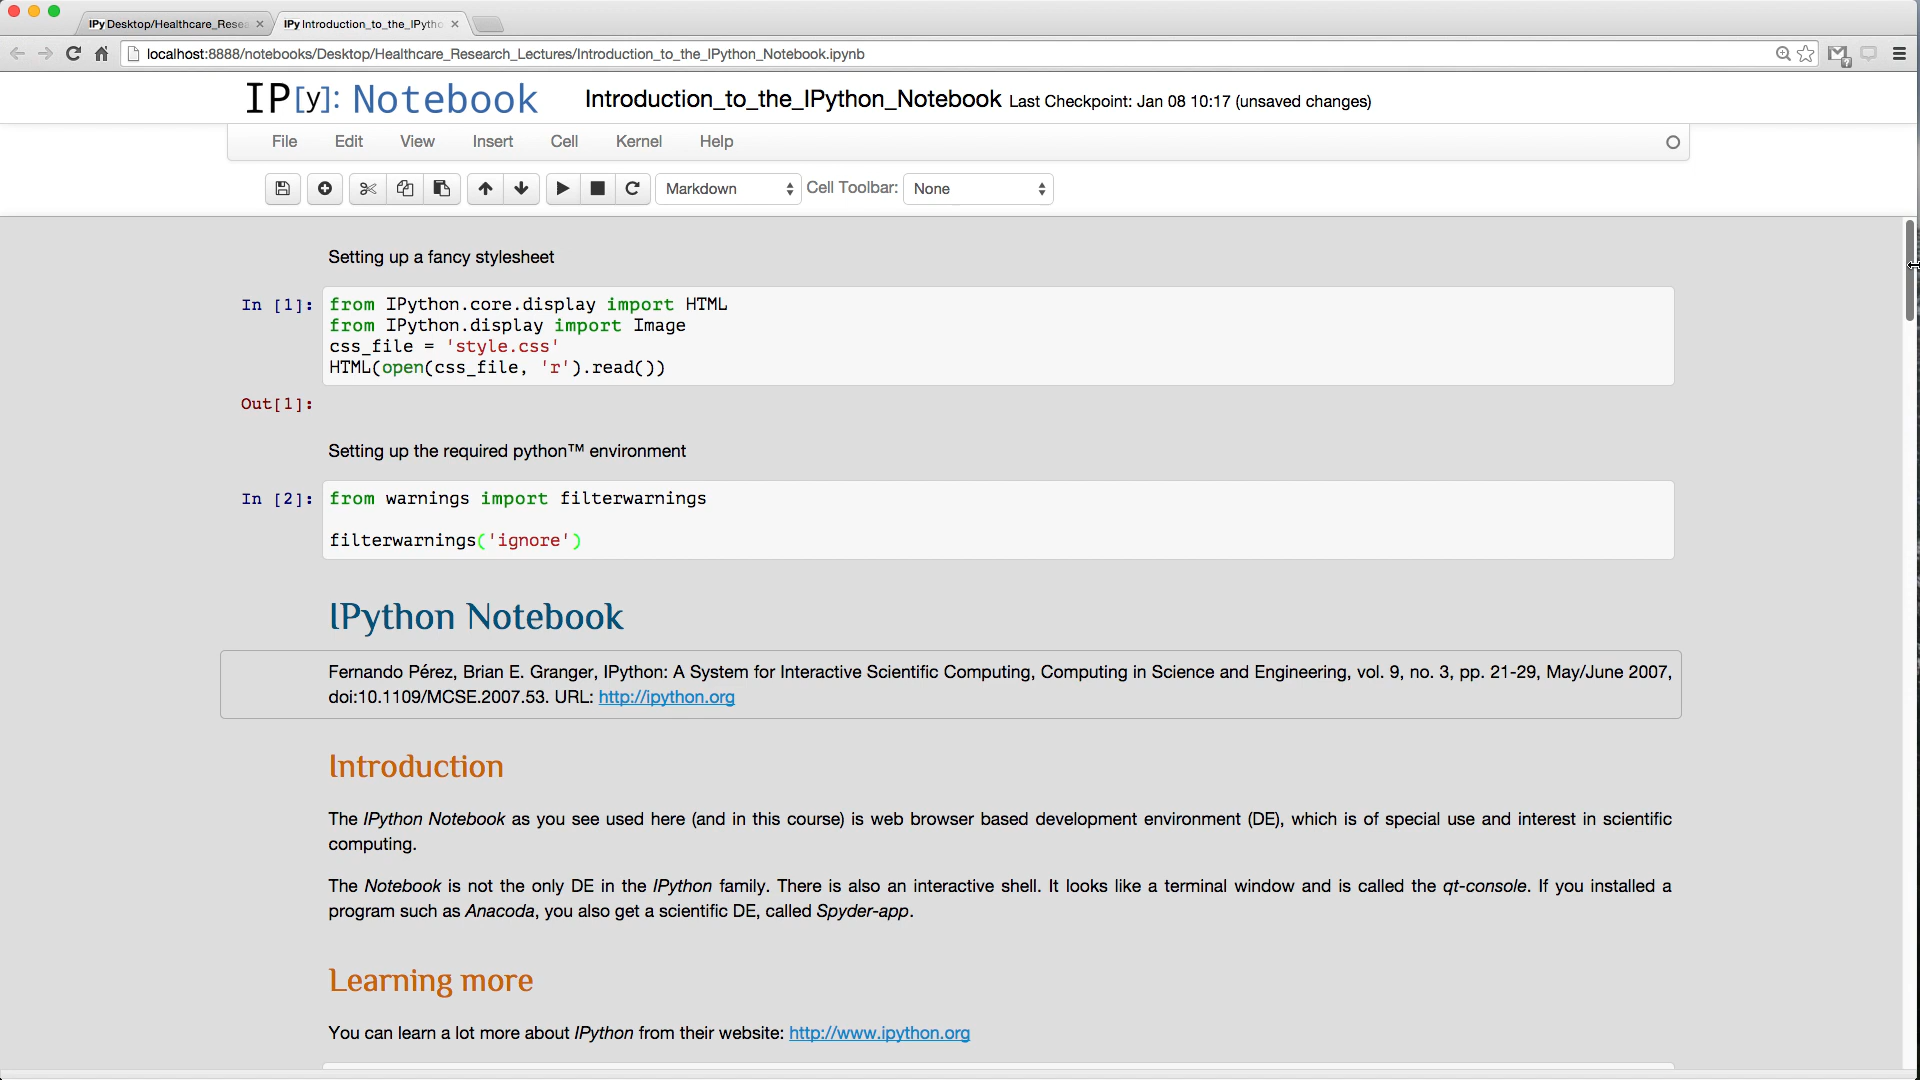 IPy Desktop/Healthcare_Resea
IPy Introduction_to_the_IPytho
localhost:8888/notebooks/Desktop/Healthcare_Research_Lectures/Introduction_to_the_IPython_Notebook.ipynb
IP[y]: Notebook Introduction_to_the_IPython_Notebook Last Checkpoint: Jan 08 10:17 (unsaved changes)
File Edit View Insert Cell Kernel Help
Markdown Cell Toolbar: None
Setting up a fancy stylesheet
In [1]: from IPython.core.display import HTML
from IPython.display import Image
css_file = 'style.css'
HTML(open(css_file, 'r').read())
Out[1]:
Setting up the required python™ environment
In [2]: from warnings import filterwarnings
filterwarnings('ignore')
IPython Notebook
Fernando Pérez, Brian E. Granger, IPython: A System for Interactive Scientific Computing, Computing in Science and Engineering, vol. 9, no. 3, pp. 21-29, May/June 2007,
doi:10.1109/MCSE.2007.53. URL: http://ipython.org
Introduction
The IPython Notebook as you see used here (and in this course) is web browser based development environment (DE), which is of special use and interest in scientific
computing.
The Notebook is not the only DE in the IPython family. There is also an interactive shell. It looks like a terminal window and is called the qt-console. If you installed a
program such as Anacoda, you also get a scientific DE, called Spyder-app.
Learning more
You can learn a lot more about IPython from their website: http://www.ipython.org